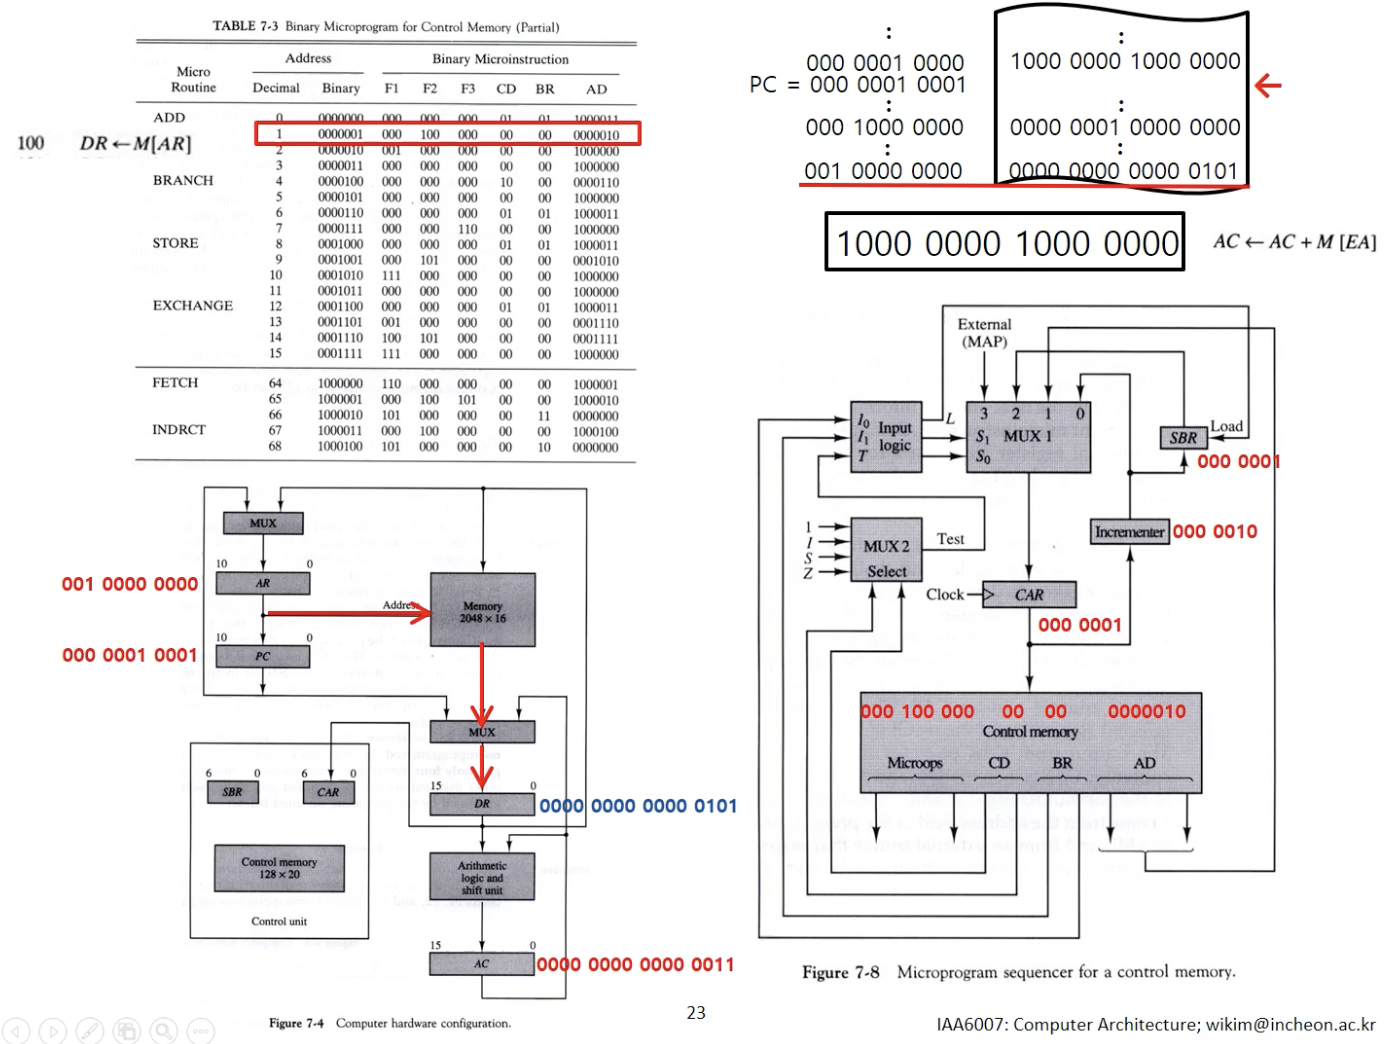 TABLE 7-3 Binary Microprogram for Control Memory (Partial)
Address Binary Microinstruction
Micro
Routine Decimal Binary F1 F2 F3 CD BR AD
ADD 0 0000000 000 000 000 01 01 1000011
1 0000001 000 100 000 00 00 0000010
2 0000010 001 000 000 00 00 1000000
3 0000011 000 000 000 00 00 1000000
BRANCH 4 0000100 000 000 000 10 00 0000110
5 0000101 000 000 000 00 00 1000000
6 0000110 000 000 000 01 01 1000011
7 0000111 000 000 110 00 00 1000000
STORE 8 0001000 000 000 000 01 01 1000011
9 0001001 000 101 000 00 00 0001010
10 0001010 111 000 000 00 00 1000000
11 0001011 000 000 000 00 00 1000000
EXCHANGE 12 0001100 000 000 000 01 01 1000011
13 0001101 001 000 000 00 00 0001110
14 0001110 100 101 000 00 00 0001111
15 0001111 111 000 000 00 00 1000000
FETCH 64 1000000 110 000 000 00 00 1000001
65 1000001 000 100 101 00 00 1000010
66 1000010 101 000 000 00 11 0000000
INDRCT 67 1000011 000 100 000 00 00 1000100
68 1000100 101 000 000 00 10 0000000
100 DR ← M[AR]
:
000 0001 0000
PC = 000 0001 0001
:
000 1000 0000
:
001 0000 0000
:
1000 0000 1000 0000
:
0000 0001 0000 0000
:
0000 0000 0000 0101
1000 0000 1000 0000
AC ← AC + M [EA]
MUX
10 0
AR
001 0000 0000
Address
Memory
2048 × 16
10 0
PC
000 0001 0001
MUX
6 0
SBR
6 0
CAR
15 0
DR
0000 0000 0000 0101
Control memory
128 × 20
Control unit
Arithmetic
logic and
shift unit
15 0
AC
0000 0000 0000 0011
Figure 7-4 Computer hardware configuration.
External
(MAP)
I0
I1
T
Input
logic
L
3 2 1 0
S1 MUX 1
S0
SBR
Load
000 0001
1
I
S
Z
MUX 2
Select
Test
Incrementer
000 0010
Clock
CAR
000 0001
000 100 000 00 00 0000010
Control memory
Microops CD BR AD
Figure 7-8 Microprogram sequencer for a control memory.
23
IAA6007: Computer Architecture; wikim@incheon.ac.kr